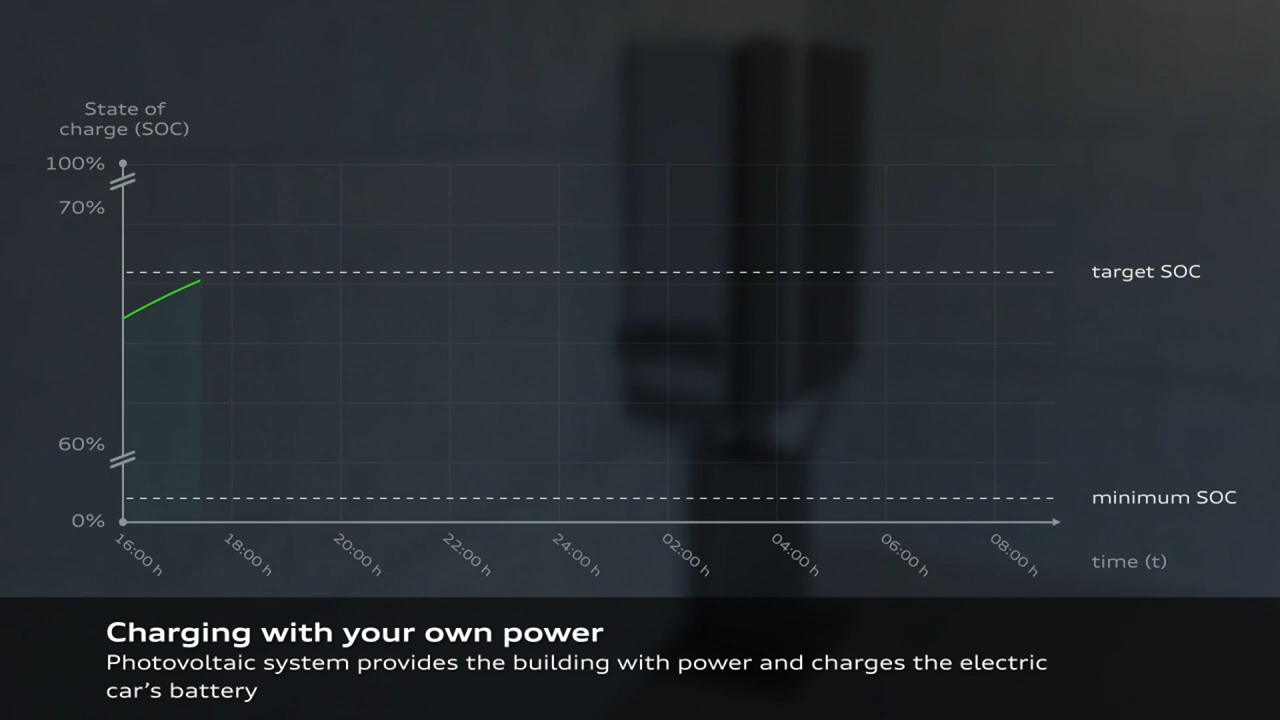 State of
charge (SOC)
100%
70%
target SOC
60%
minimum SOC
0%
16:00 h
18:00 h
20:00 h
22:00 h
24:00 h
02:00 h
04:00 h
06:00 h
08:00 h
time (t)
Charging with your own power
Photovoltaic system provides the building with power and charges the electric
car’s battery